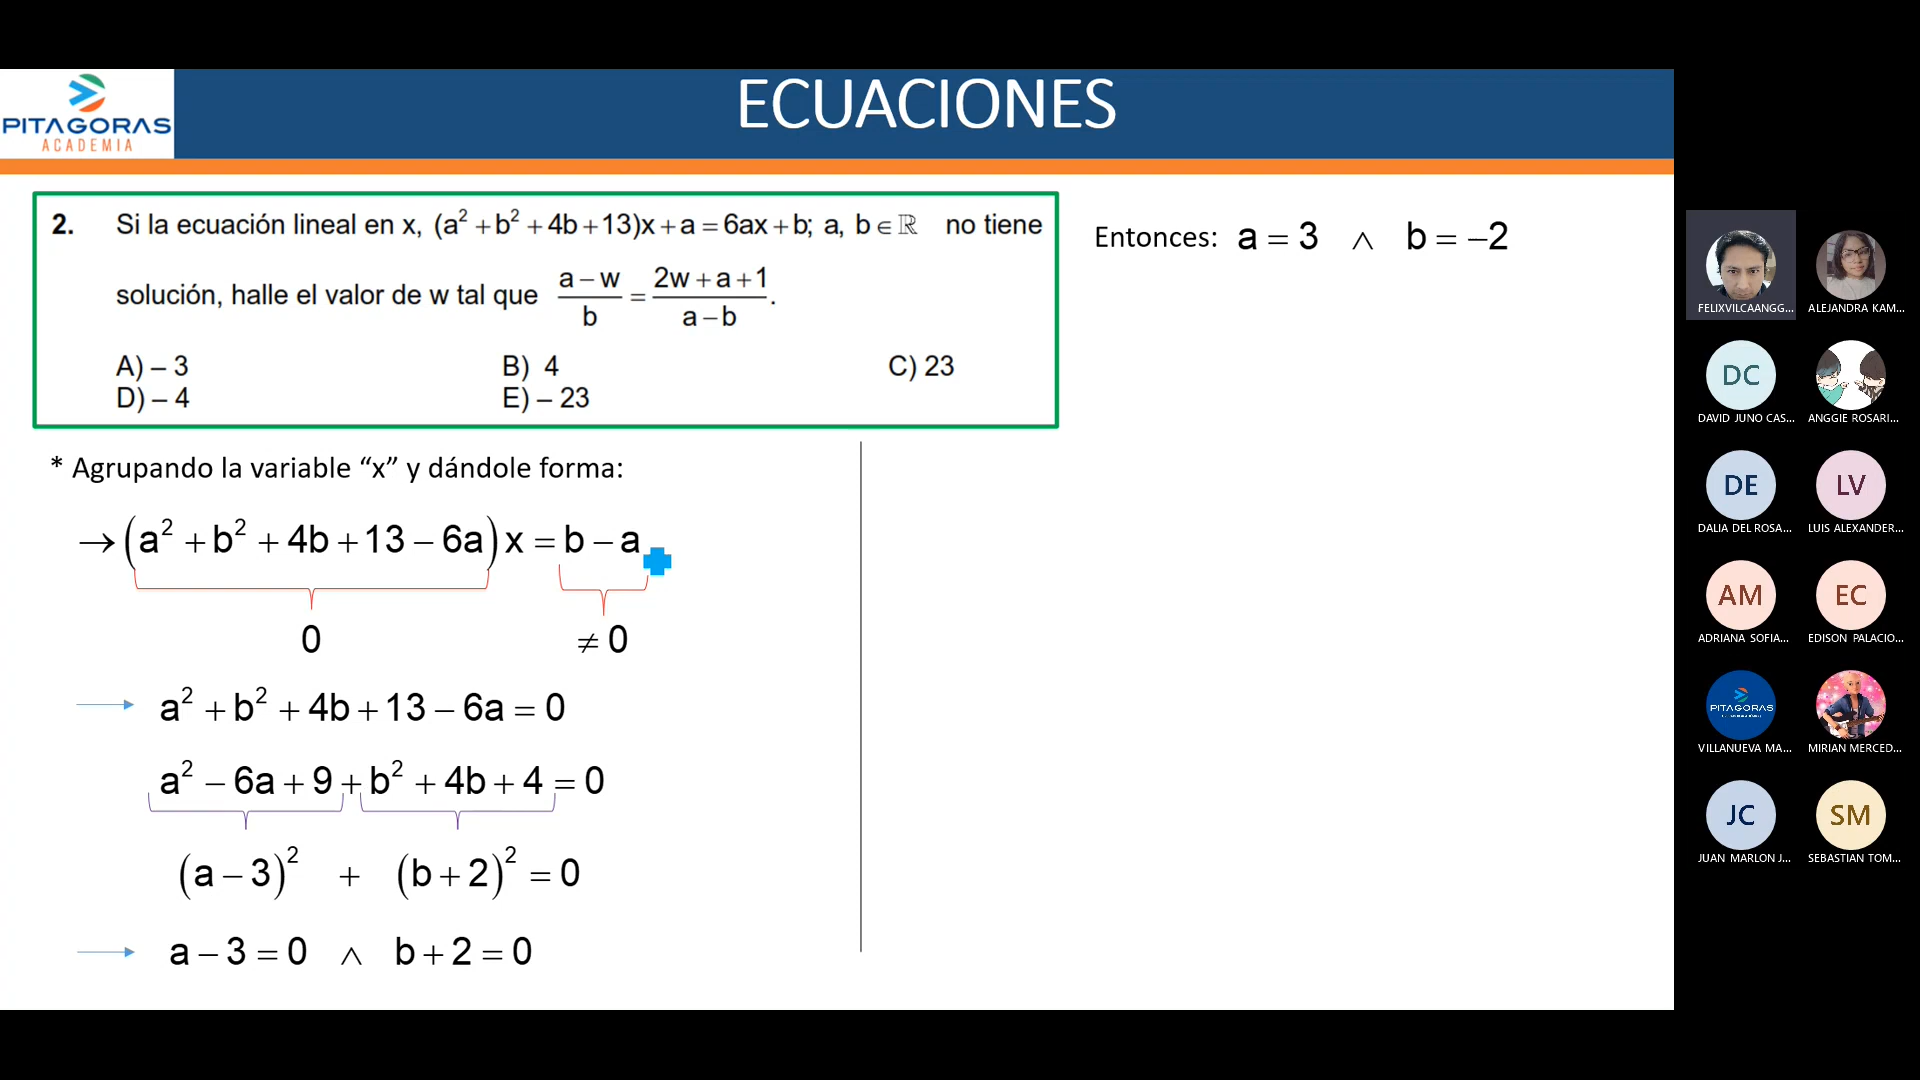 PITAGORAS
ACADEMIA
ECUACIONES
2. Si la ecuación lineal en x, (a² + b² + 4b + 13)x + a = 6ax + b; a, b ∈ ℝ no tiene
solución, halle el valor de w tal que (a − w)/b = (2w + a + 1)/(a − b).
A) – 3 B) 4 C) 23
D) – 4 E) – 23
* Agrupando la variable “x” y dándole forma:
→ (a² + b² + 4b + 13 − 6a) x = b − a
0 ≠ 0
a² + b² + 4b + 13 − 6a = 0
a² − 6a + 9 + b² + 4b + 4 = 0
(a − 3)² + (b + 2)² = 0
a − 3 = 0 ∧ b + 2 = 0
Entonces: a = 3 ∧ b = −2
FELIXVILCAANGG... ALEJANDRA KAM...
DC
DAVID JUNO CAS... ANGGIE ROSARI...
DE LV
DALIA DEL ROSA... LUIS ALEXANDER...
AM EC
ADRIANA SOFIA... EDISON PALACIO...
PITAGORAS
VILLANUEVA MA... MIRIAN MERCED...
JC SM
JUAN MARLON J... SEBASTIAN TOM...